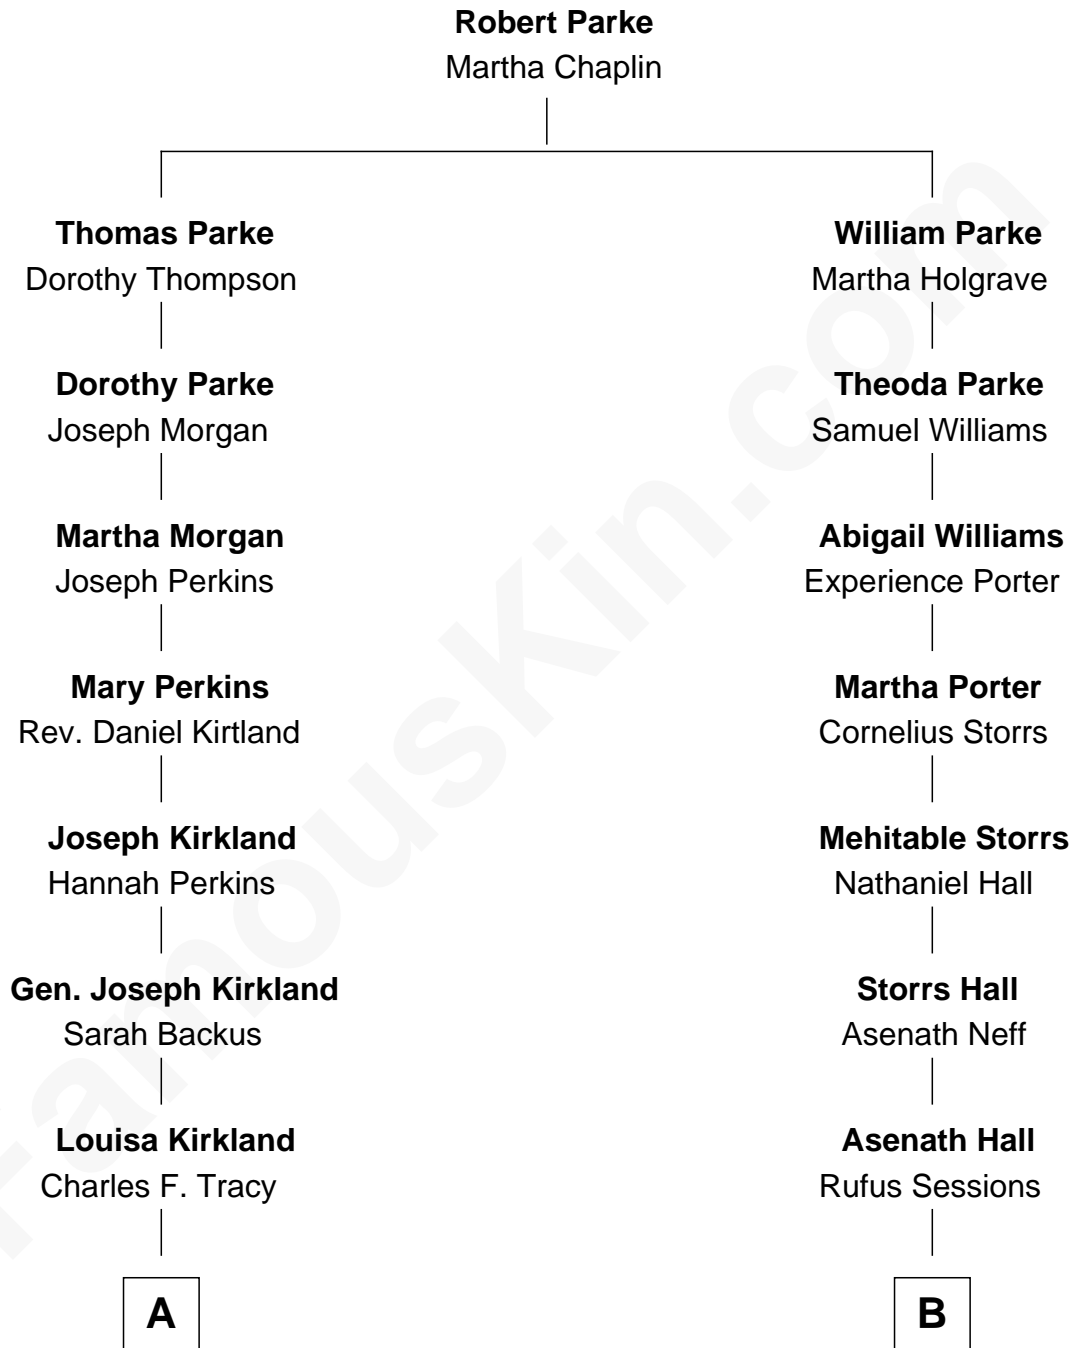 Robert Parke
Martha Chaplin
Thomas Parke
Dorothy Thompson
William Parke
Martha Holgrave
Dorothy Parke
Joseph Morgan
Theoda Parke
Samuel Williams
Martha Morgan
Joseph Perkins
Abigail Williams
Experience Porter
Mary Perkins
Rev. Daniel Kirtland
Martha Porter
Cornelius Storrs
Joseph Kirkland
Hannah Perkins
Mehitable Storrs
Nathaniel Hall
Gen. Joseph Kirkland
Sarah Backus
Storrs Hall
Asenath Neff
Louisa Kirkland
Charles F. Tracy
Asenath Hall
Rufus Sessions
A
B
FamousKin.com